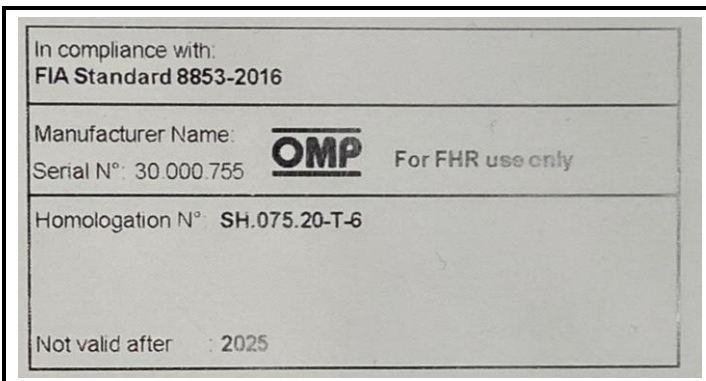 In compliance with:
FIA Standard 8853-2016
Manufacturer Name:
OMP
For FHR use only
Serial N°: 30.000.755
Homologation N° SH.075.20-T-6
Not valid after : 2025